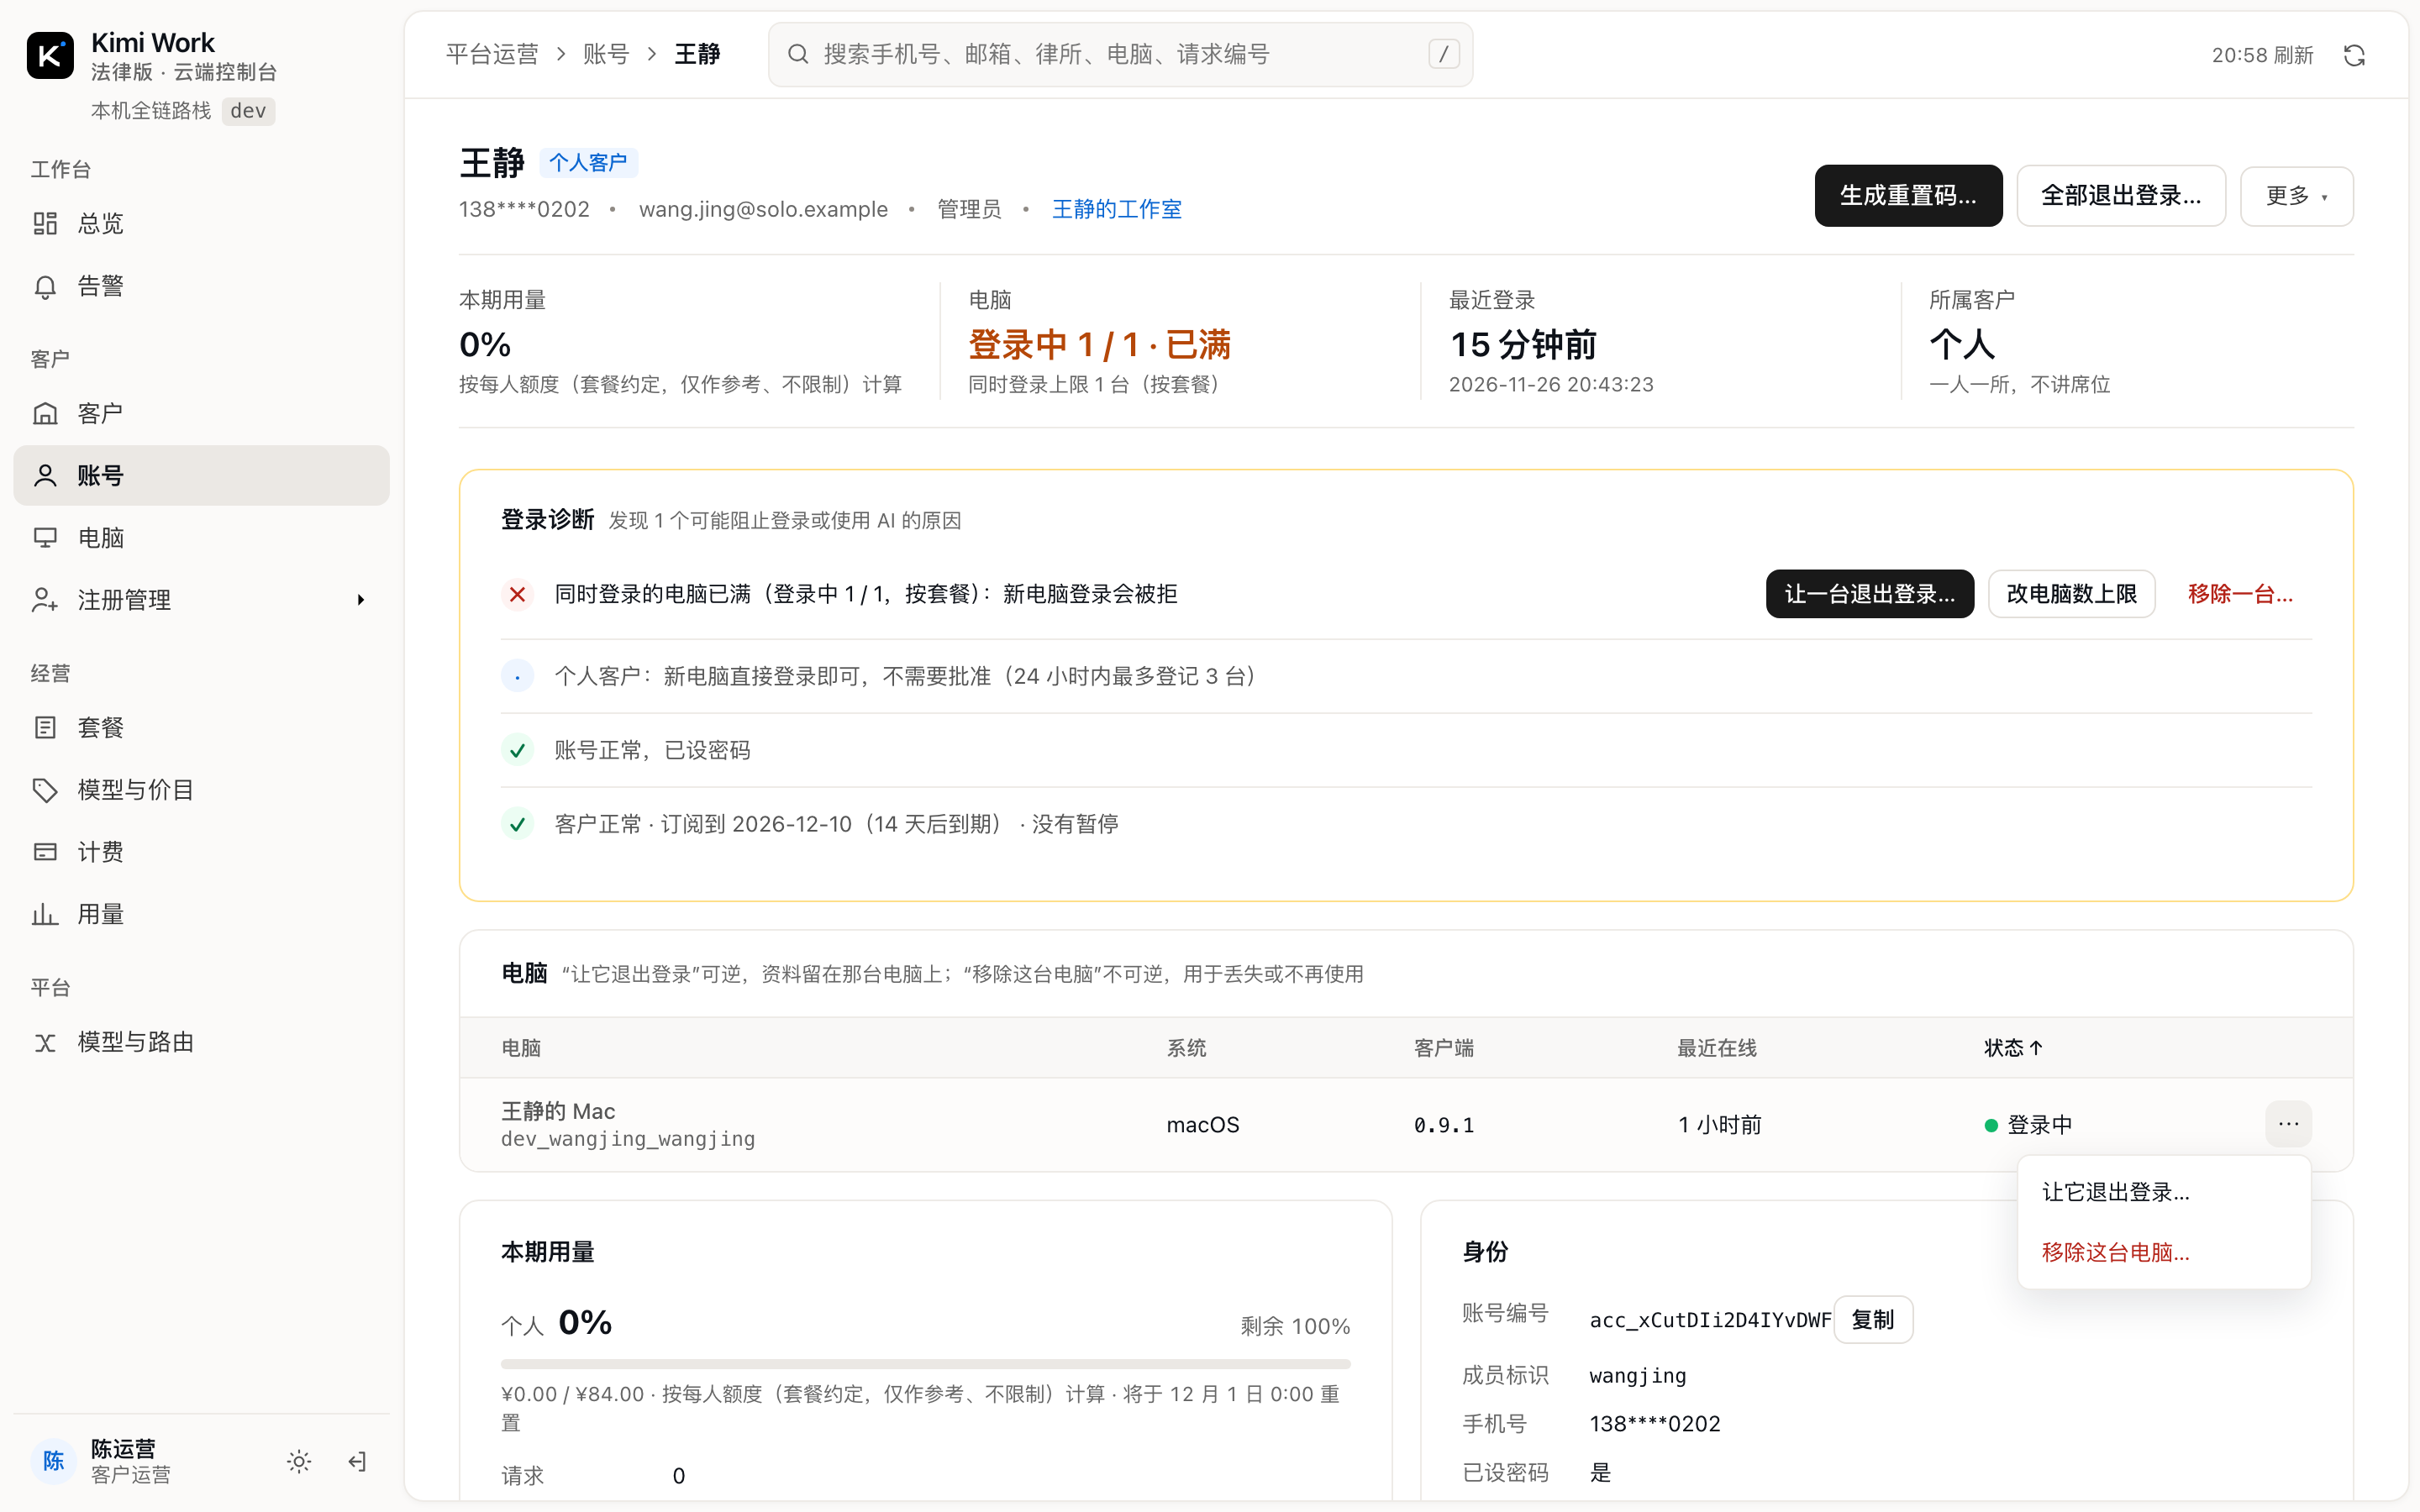 Kimi Work
法律版 · 云端控制台
本机全链路栈 dev
工作台
总览
告警
客户
客户
账号
电脑
注册管理
经营
套餐
模型与价目
计费
用量
平台
模型与路由
陈 陈运营
客户运营
平台运营 > 账号 > 王静
搜索手机号、邮箱、律所、电脑、请求编号 /
20:58 刷新
王静 个人客户
138****0202 • wang.jing@solo.example • 管理员 • 王静的工作室
生成重置码... 全部退出登录... 更多
本期用量
0%
按每人额度（套餐约定，仅作参考、不限制）计算
电脑
登录中 1 / 1 · 已满
同时登录上限 1 台（按套餐）
最近登录
15 分钟前
2026-11-26 20:43:23
所属客户
个人
一人一所，不讲席位
登录诊断 发现 1 个可能阻止登录或使用 AI 的原因
同时登录的电脑已满（登录中 1 / 1，按套餐）：新电脑登录会被拒
让一台退出登录... 改电脑数上限 移除一台...
个人客户：新电脑直接登录即可，不需要批准（24 小时内最多登记 3 台）
账号正常，已设密码
客户正常 · 订阅到 2026-12-10（14 天后到期） · 没有暂停
电脑 “让它退出登录”可逆，资料留在那台电脑上；“移除这台电脑”不可逆，用于丢失或不再使用
电脑 系统 客户端 最近在线 状态 ↑
王静的 Mac
dev_wangjing_wangjing
macOS 0.9.1 1 小时前 登录中 ...
让它退出登录...
移除这台电脑...
本期用量
个人 0% 剩余 100%
¥0.00 / ¥84.00 · 按每人额度（套餐约定，仅作参考、不限制）计算 · 将于 12 月 1 日 0:00 重
置
请求 0
身份
账号编号 acc_xCutDIi2D4IYvDWF 复制
成员标识 wangjing
手机号 138****0202
已设密码 是